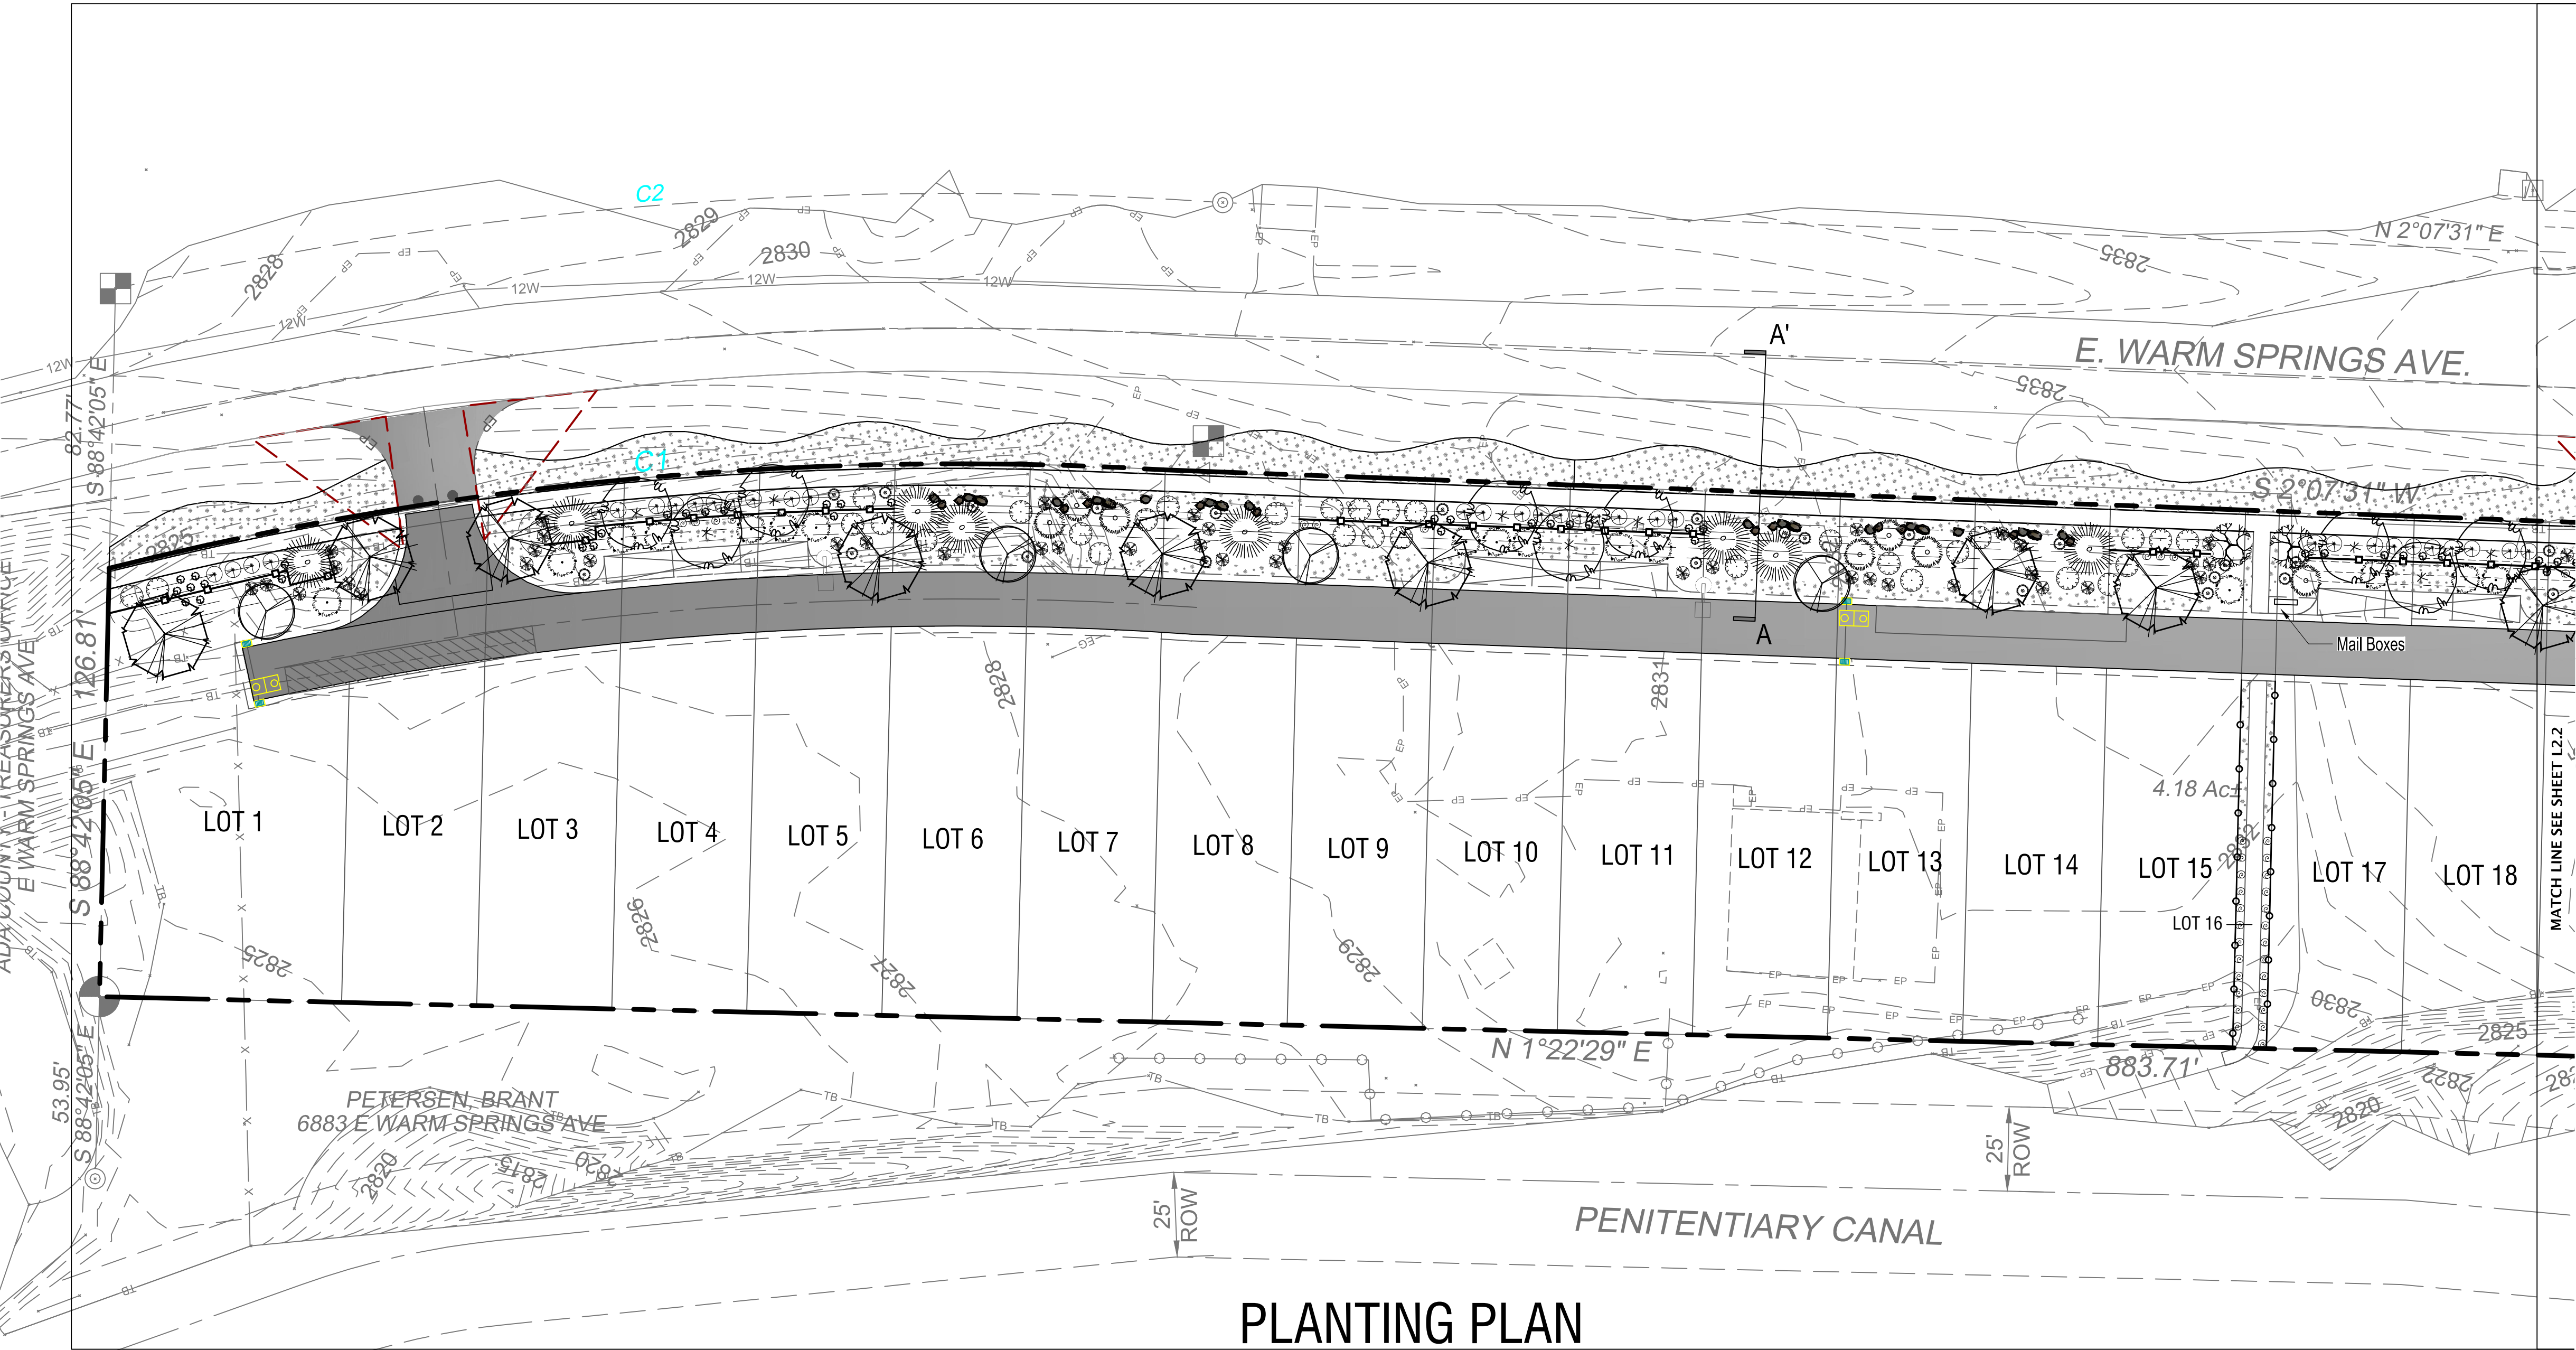 C2
2828
2829
2830
12W
12W
12W
12W
12W
N 2°07'31" E
2835
E. WARM SPRINGS AVE.
2835
A'
A
82.77'
S 88°42'05" E
C1
2825
S 2°07'31" W
Mail Boxes
S 88°42'05" E 126.81'
E WARM SPRINGS AVE
2828
2831
4.18 Ac±
2832
LOT 1
LOT 2
LOT 3
LOT 4
LOT 5
LOT 6
LOT 7
LOT 8
LOT 9
LOT 10
LOT 11
LOT 12
LOT 13
LOT 14
LOT 15
LOT 16
LOT 17
LOT 18
MATCH LINE SEE SHEET L2.2
2825
2826
2827
2829
2830
2825
2822
2820
N 1°22'29" E
883.71'
53.95'
S 88°42'05" E
PETERSEN, BRANT
6883 E WARM SPRINGS AVE
2820
2815
2820
25'
ROW
25'
ROW
PENITENTIARY CANAL
PLANTING PLAN